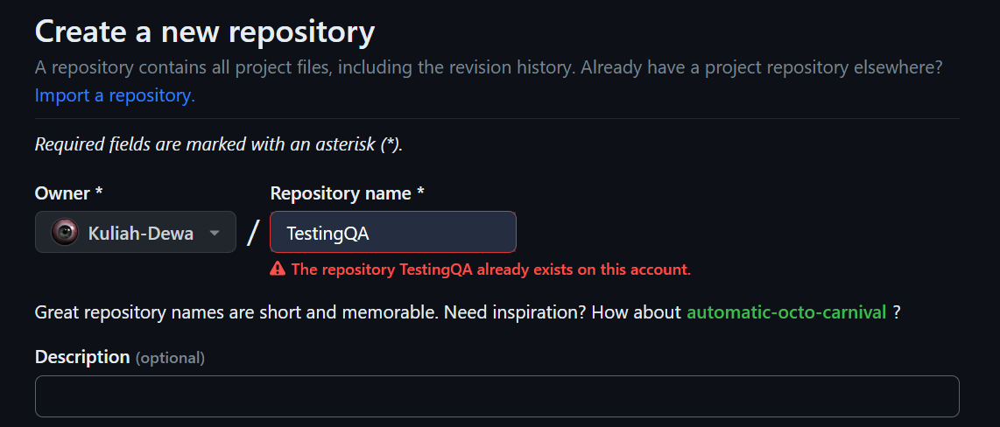 Create a new repository
A repository contains all project files, including the revision history. Already have a project repository elsewhere?
Import a repository.
Required fields are marked with an asterisk (*).
Owner * Repository name *
Kuliah-Dewa / TestingQA
The repository TestingQA already exists on this account.
Great repository names are short and memorable. Need inspiration? How about automatic-octo-carnival ?
Description (optional)